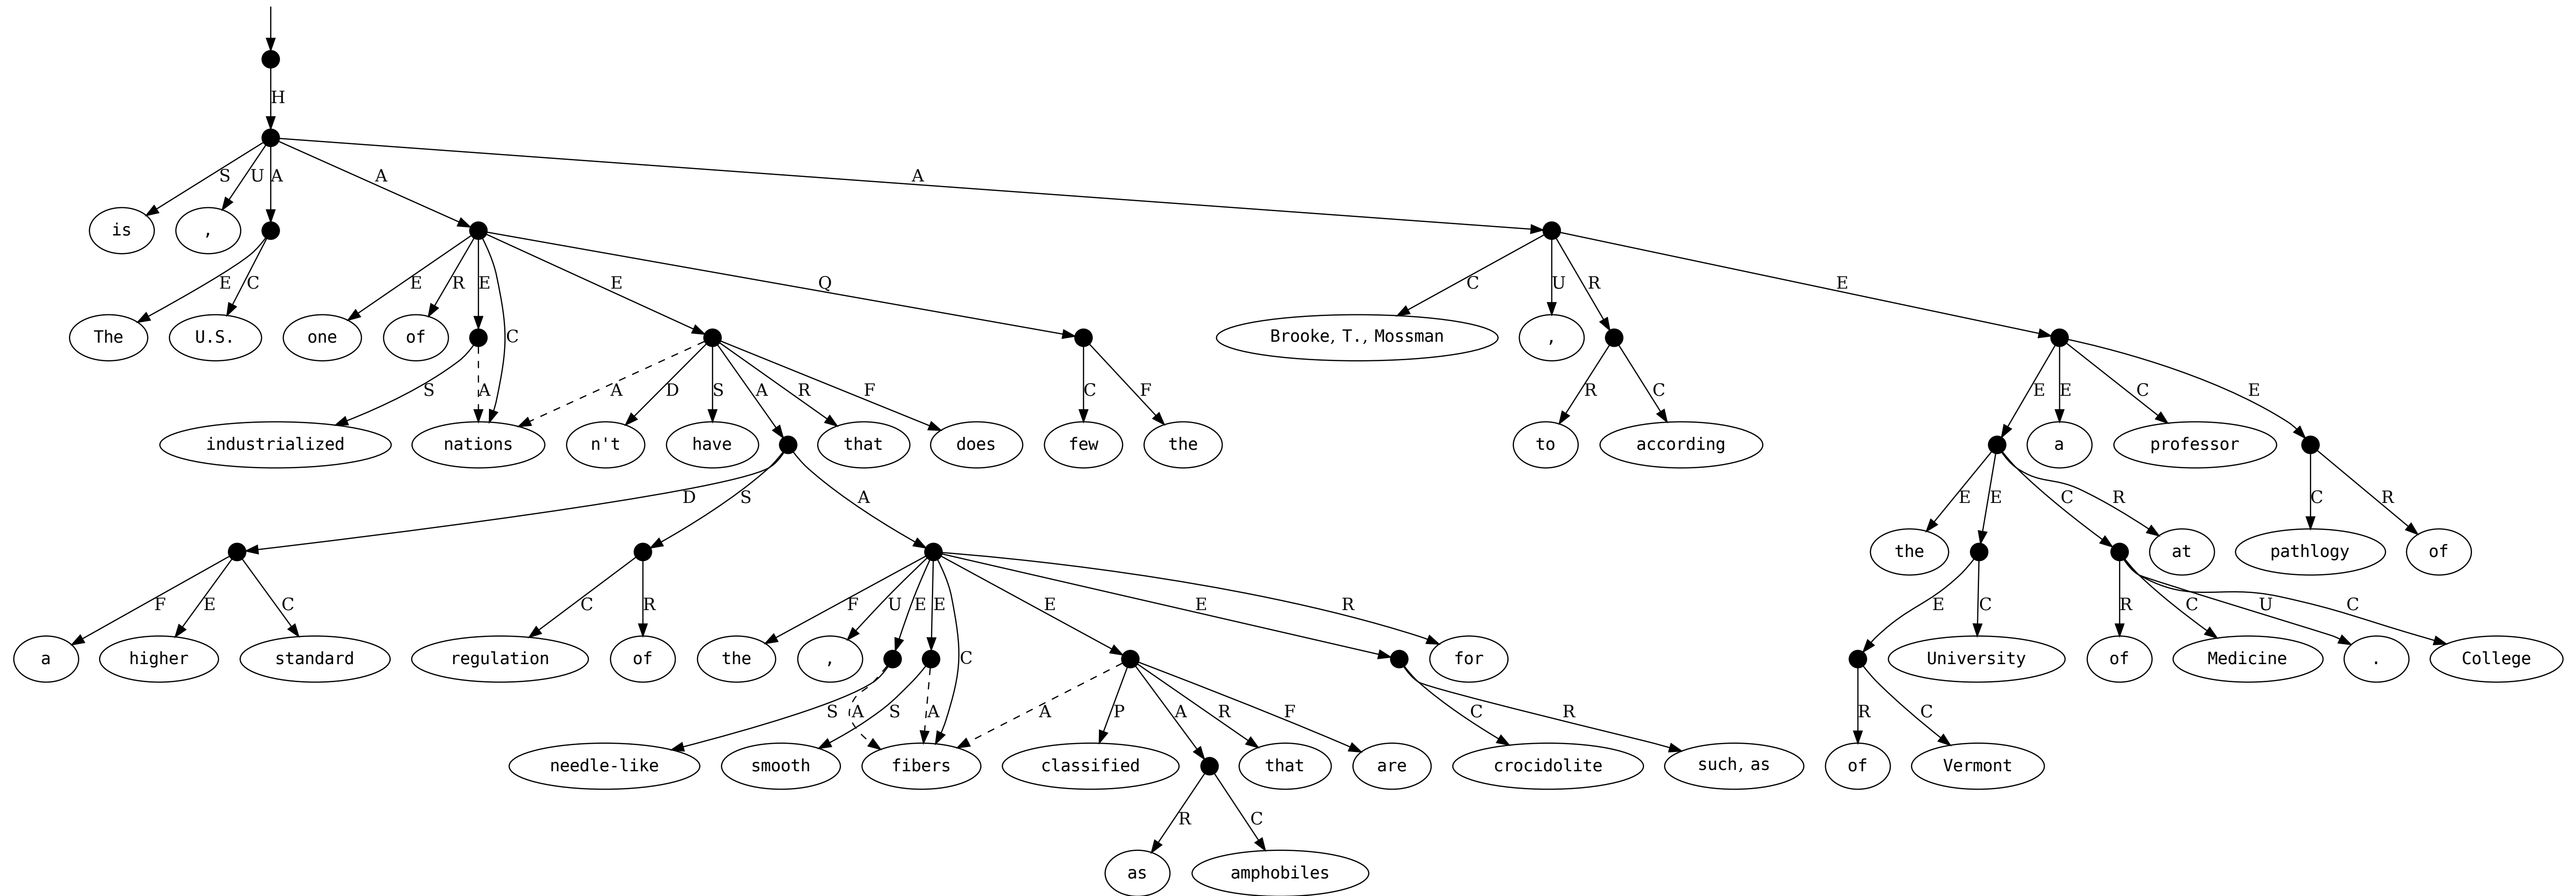 H
S U A A A
is ,
E C E R E C E Q C U R E
The U.S. one of Brooke, T., Mossman ,
S A A D S A R F C F R C E E C E
industrialized nations n't have that does few the to according a professor
D S A E E C R C R
the at pathlogy of
F E C C R F U E E C E E R E C R C U C
a higher standard regulation of the , for University of Medicine . College
S A S A A P A R F C R R C
needle-like smooth fibers classified that are crocidolite such, as of Vermont
R C
as amphobiles